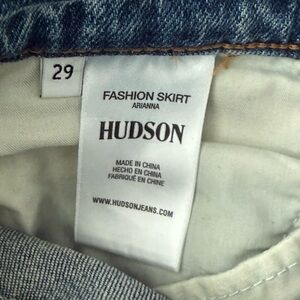 29
FASHION SKIRT
ARIANNA
HUDSON
MADE IN CHINA
HECHO EN CHINA
FABRIQUÉ EN CHINE
WWW.HUDSONJEANS.COM